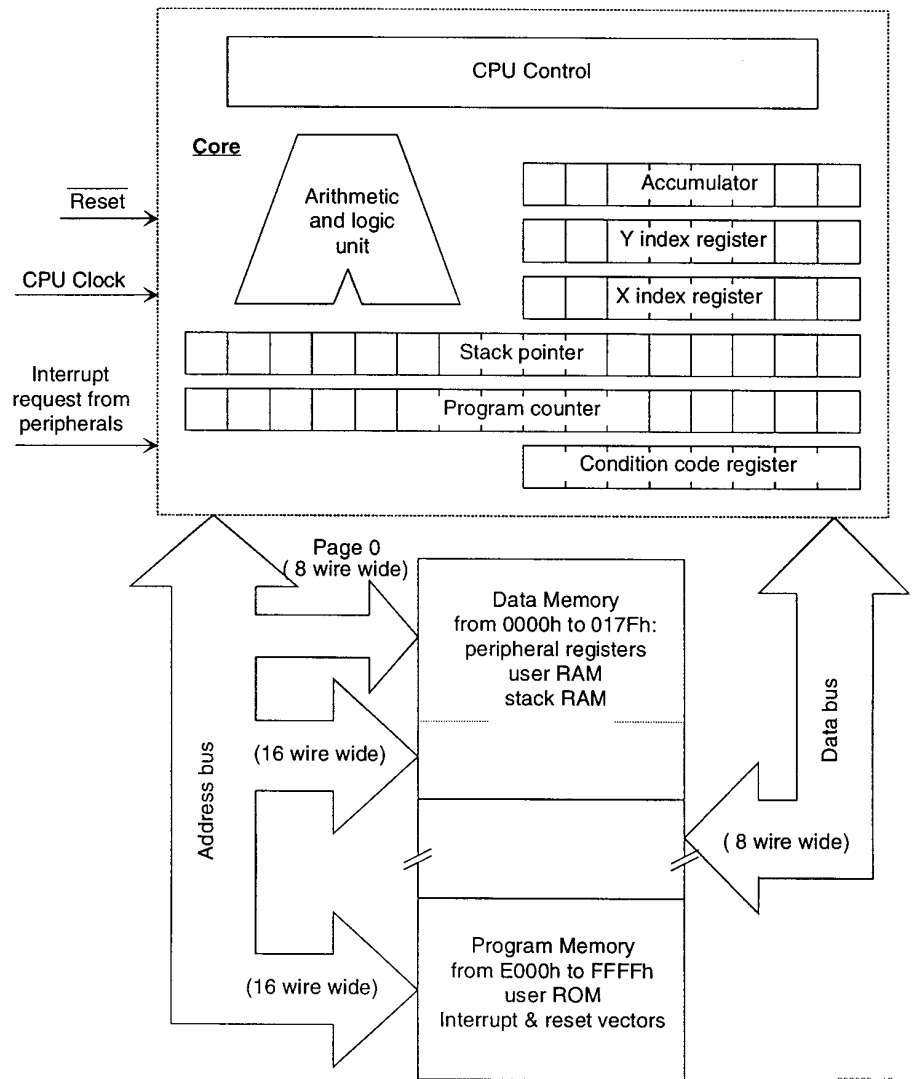 CPU Control
Core
Arithmetic
and logic
unit
Accumulator
Y index register
X index register
Stack pointer
Program counter
Condition code register
Reset
CPU Clock
Interrupt
request from
peripherals
Page 0
( 8 wire wide)
Data Memory
from 0000h to 017Fh:
peripheral registers
user RAM
stack RAM
(16 wire wide)
Address bus
Data bus
( 8 wire wide)
(16 wire wide)
Program Memory
from E000h to FFFFh
user ROM
Interrupt & reset vectors